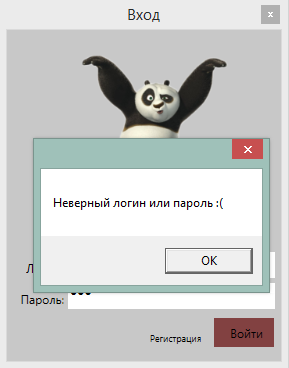 Вход
x
Неверный логин или пароль :(
OK
Пароль:
Регистрация
Войти